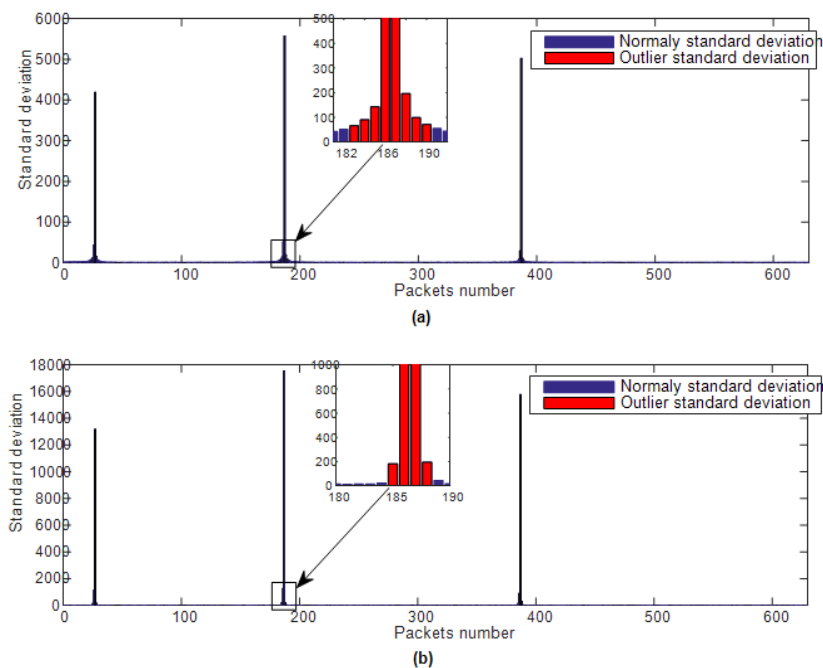 6000
5000
4000
3000
2000
1000
0
Standard deviation
500
400
300
200
100
0
182 186 190
Normaly standard deviation
Outlier standard deviation
0 100 200 300 400 500 600
Packets number
(a)
18000
16000
14000
12000
10000
8000
6000
4000
2000
0
Standard deviation
1000
800
600
400
200
180 185 190
Normaly standard deviation
Outlier standard deviation
0 100 200 300 400 500 600
Packets number
(b)